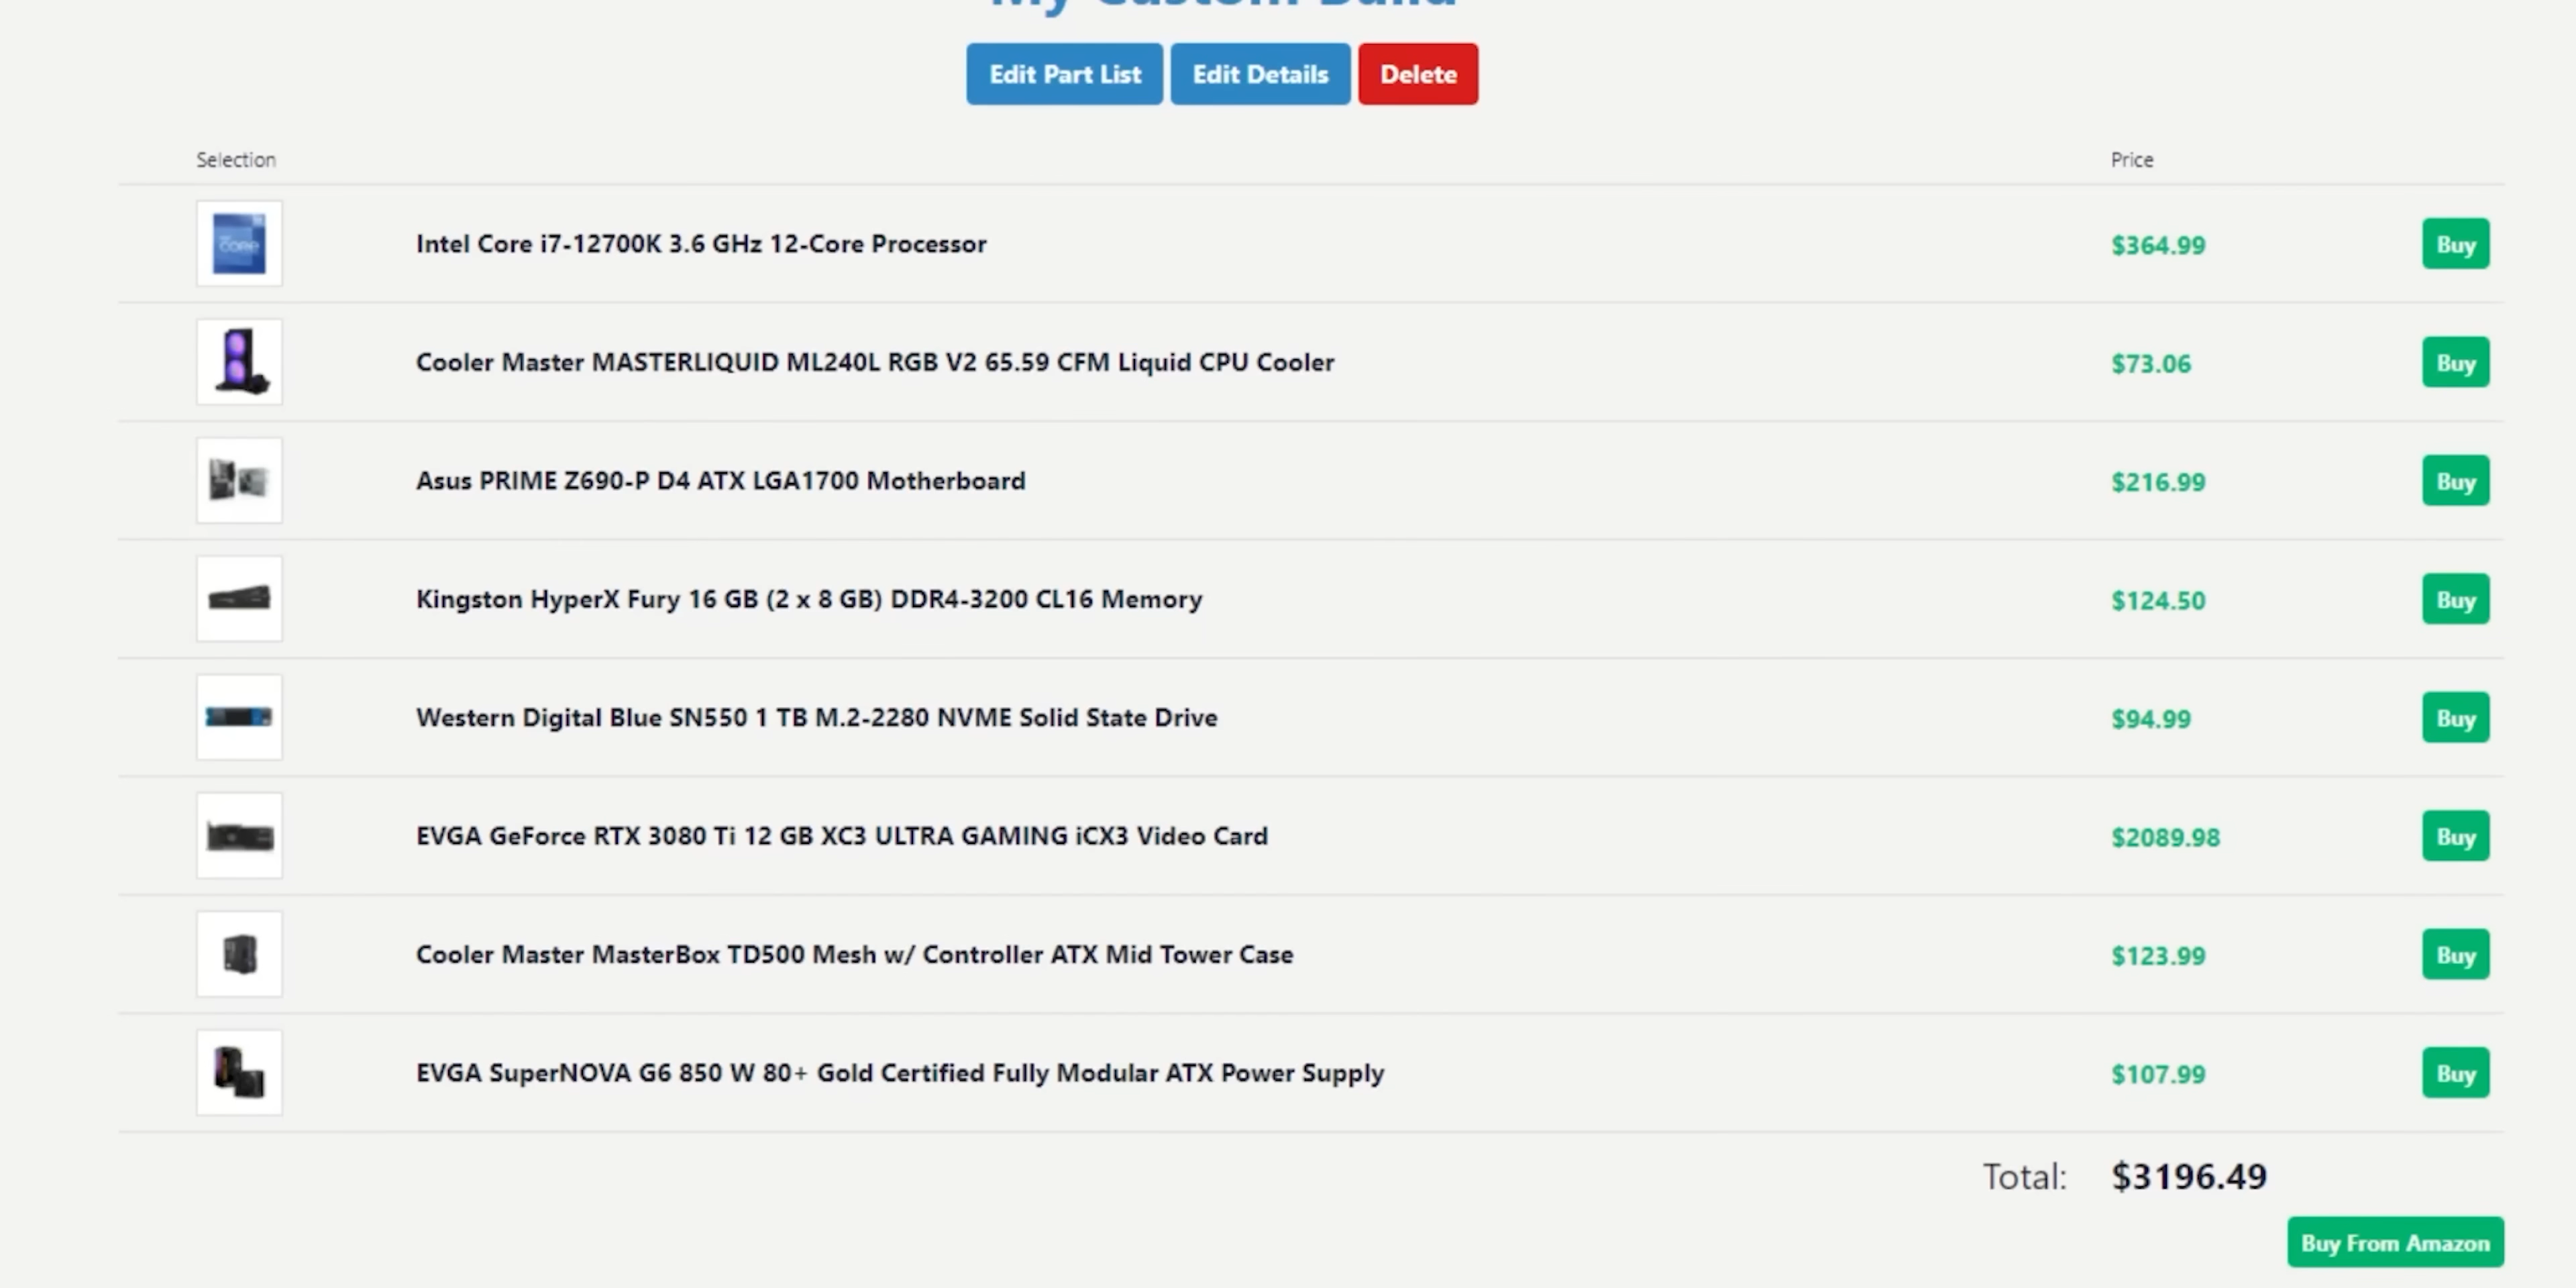 My Custom Build
Edit Part List Edit Details Delete
Selection Price
Intel Core i7-12700K 3.6 GHz 12-Core Processor $364.99 Buy
Cooler Master MASTERLIQUID ML240L RGB V2 65.59 CFM Liquid CPU Cooler $73.06 Buy
Asus PRIME Z690-P D4 ATX LGA1700 Motherboard $216.99 Buy
Kingston HyperX Fury 16 GB (2 x 8 GB) DDR4-3200 CL16 Memory $124.50 Buy
Western Digital Blue SN550 1 TB M.2-2280 NVME Solid State Drive $94.99 Buy
EVGA GeForce RTX 3080 Ti 12 GB XC3 ULTRA GAMING iCX3 Video Card $2089.98 Buy
Cooler Master MasterBox TD500 Mesh w/ Controller ATX Mid Tower Case $123.99 Buy
EVGA SuperNOVA G6 850 W 80+ Gold Certified Fully Modular ATX Power Supply $107.99 Buy
Total: $3196.49
Buy From Amazon